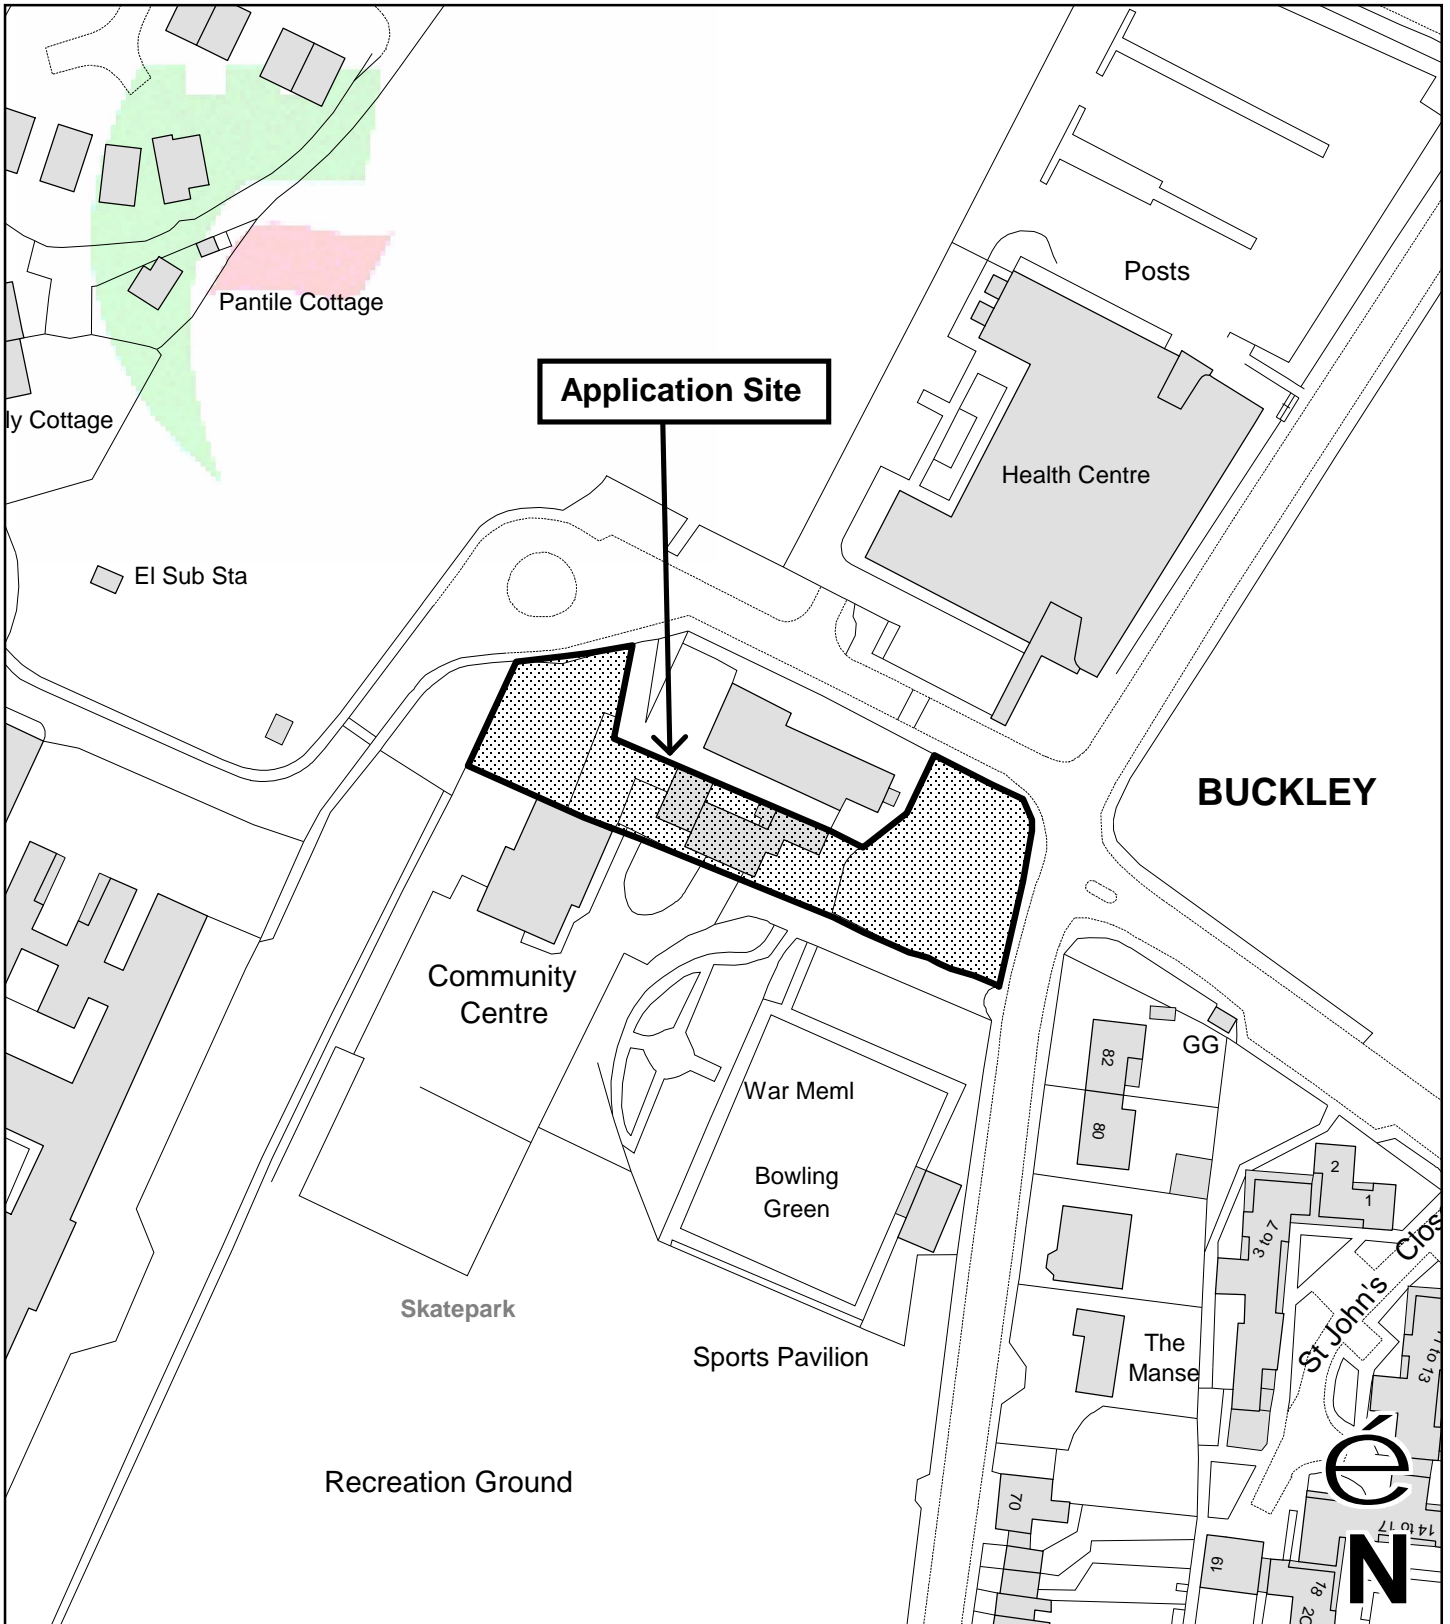 Pantile Cottage
Posts
Application Site
ly Cottage
Health Centre
El Sub Sta
BUCKLEY
Community
Centre
82
GG
War Meml
80
Bowling
Green
2
1
3 to 7
Skatepark
Sports Pavilion
The
Manse
St John's
Clos
11 to 13
Recreation Ground
é
70
14 to 17
N
19
18
20